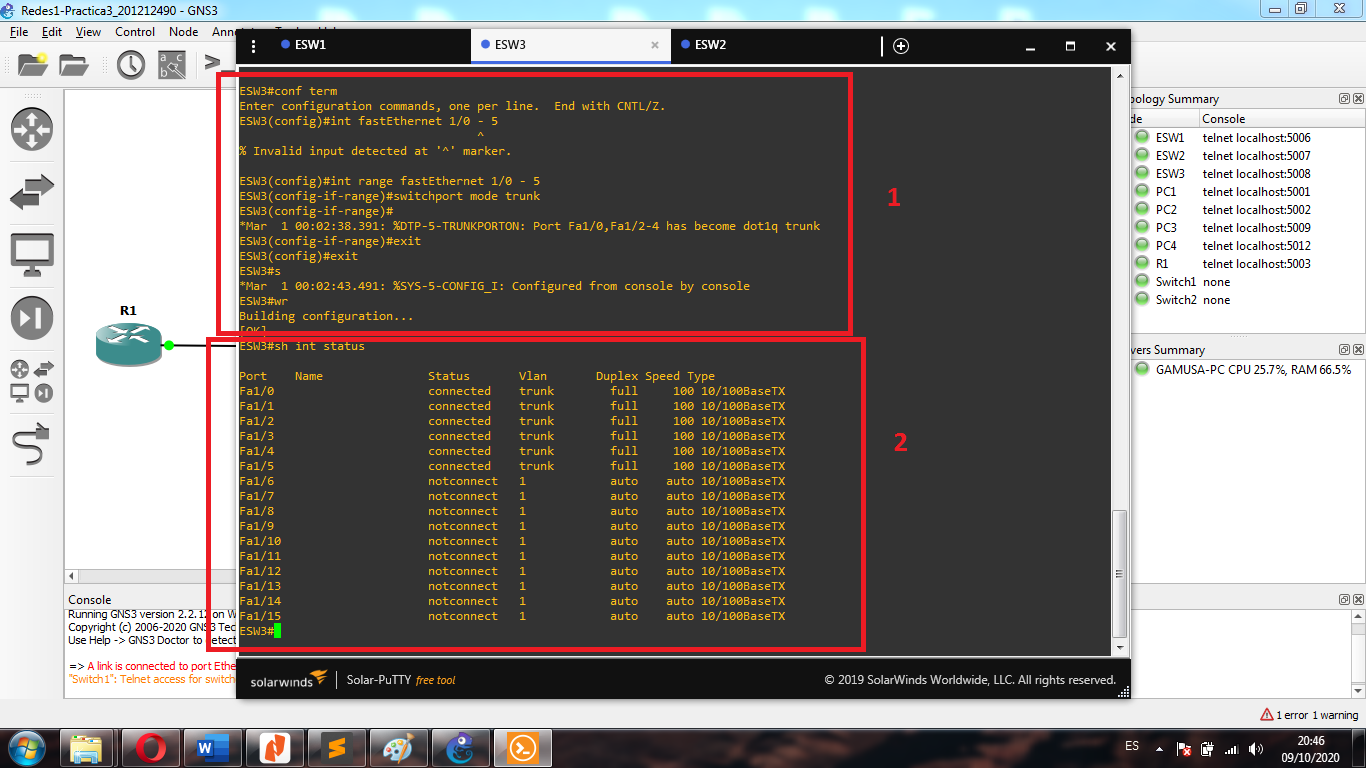 Redes1-Practica3_201212490 - GNS3
File Edit View Control Node
ESW1
ESW3
ESW2
ESW3#conf term
Enter configuration commands, one per line.  End with CNTL/Z.
ESW3(config)#int fastEthernet 1/0 - 5
^
% Invalid input detected at '^' marker.
ESW3(config)#int range fastEthernet 1/0 - 5
ESW3(config-if-range)#switchport mode trunk
ESW3(config-if-range)#
*Mar  1 00:02:38.391: %DTP-5-TRUNKPORTON: Port Fa1/0,Fa1/2-4 has become dot1q trunk
ESW3(config-if-range)#exit
ESW3(config)#exit
ESW3#s
*Mar  1 00:02:43.491: %SYS-5-CONFIG_I: Configured from console by console
ESW3#wr
Building configuration...
[OK]
1
ESW3#sh int status
Port Name Status Vlan Duplex Speed Type
Fa1/0 connected trunk full 100 10/100BaseTX
Fa1/1 connected trunk full 100 10/100BaseTX
Fa1/2 connected trunk full 100 10/100BaseTX
Fa1/3 connected trunk full 100 10/100BaseTX
Fa1/4 connected trunk full 100 10/100BaseTX
Fa1/5 connected trunk full 100 10/100BaseTX
Fa1/6 notconnect 1 auto auto 10/100BaseTX
Fa1/7 notconnect 1 auto auto 10/100BaseTX
Fa1/8 notconnect 1 auto auto 10/100BaseTX
Fa1/9 notconnect 1 auto auto 10/100BaseTX
Fa1/10 notconnect 1 auto auto 10/100BaseTX
Fa1/11 notconnect 1 auto auto 10/100BaseTX
Fa1/12 notconnect 1 auto auto 10/100BaseTX
Fa1/13 notconnect 1 auto auto 10/100BaseTX
Fa1/14 notconnect 1 auto auto 10/100BaseTX
Fa1/15 notconnect 1 auto auto 10/100BaseTX
ESW3#
2
solarwinds Solar-PuTTY free tool
© 2019 SolarWinds Worldwide, LLC. All rights reserved.
R1
pology Summary
de Console
ESW1 telnet localhost:5006
ESW2 telnet localhost:5007
ESW3 telnet localhost:5008
PC1 telnet localhost:5001
PC2 telnet localhost:5002
PC3 telnet localhost:5009
PC4 telnet localhost:5012
R1 telnet localhost:5003
Switch1 none
Switch2 none
vers Summary
GAMUSA-PC CPU 25.7%, RAM 66.5%
Console
Running GNS3 version 2.2.12 on W
Copyright (c) 2006-2020 GNS3 Tec
Use Help -> GNS3 Doctor to detect
=> A link is connected to port Ethe
"Switch1": Telnet access for switch
1 error 1 warning
ES
20:46
09/10/2020